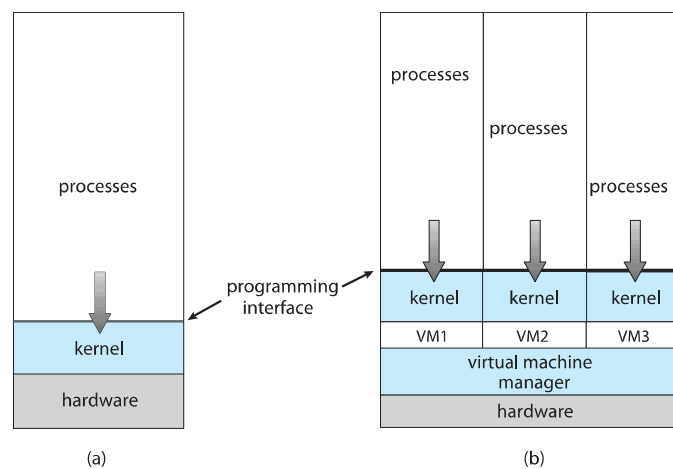 processes
kernel
hardware
(a)
programming
interface
processes
processes
processes
kernel
kernel
kernel
VM1
VM2
VM3
virtual machine
manager
hardware
(b)